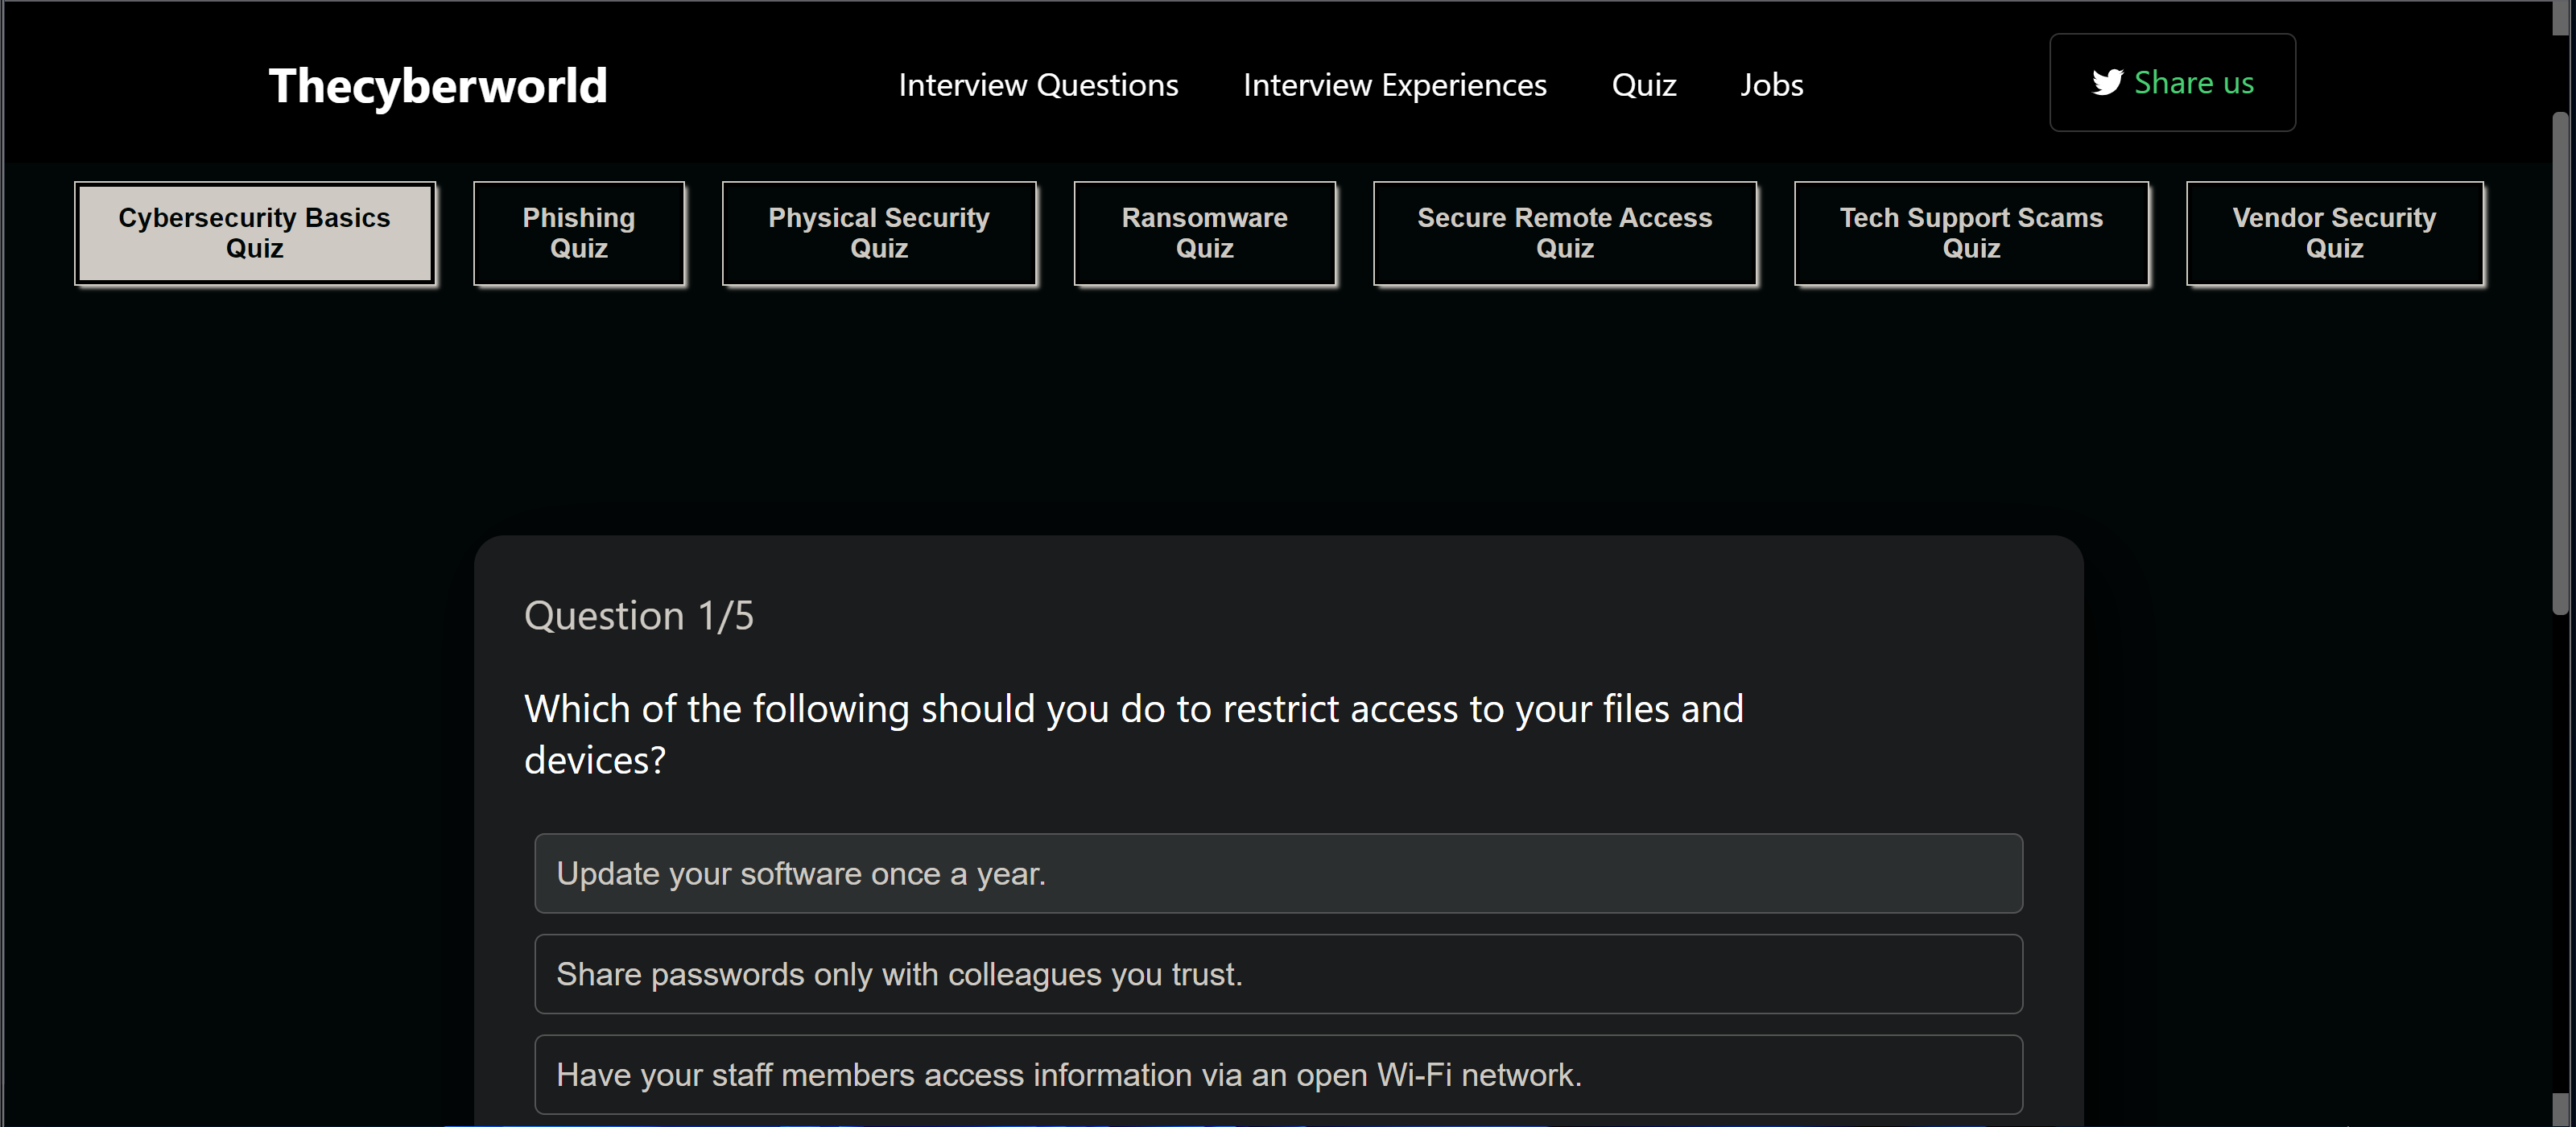 Thecyberworld
Interview Questions
Interview Experiences
Quiz
Jobs
Share us
Cybersecurity Basics
Quiz
Phishing
Quiz
Physical Security
Quiz
Ransomware
Quiz
Secure Remote Access
Quiz
Tech Support Scams
Quiz
Vendor Security
Quiz
Question 1/5
Which of the following should you do to restrict access to your files and
devices?
Update your software once a year.
Share passwords only with colleagues you trust.
Have your staff members access information via an open Wi-Fi network.